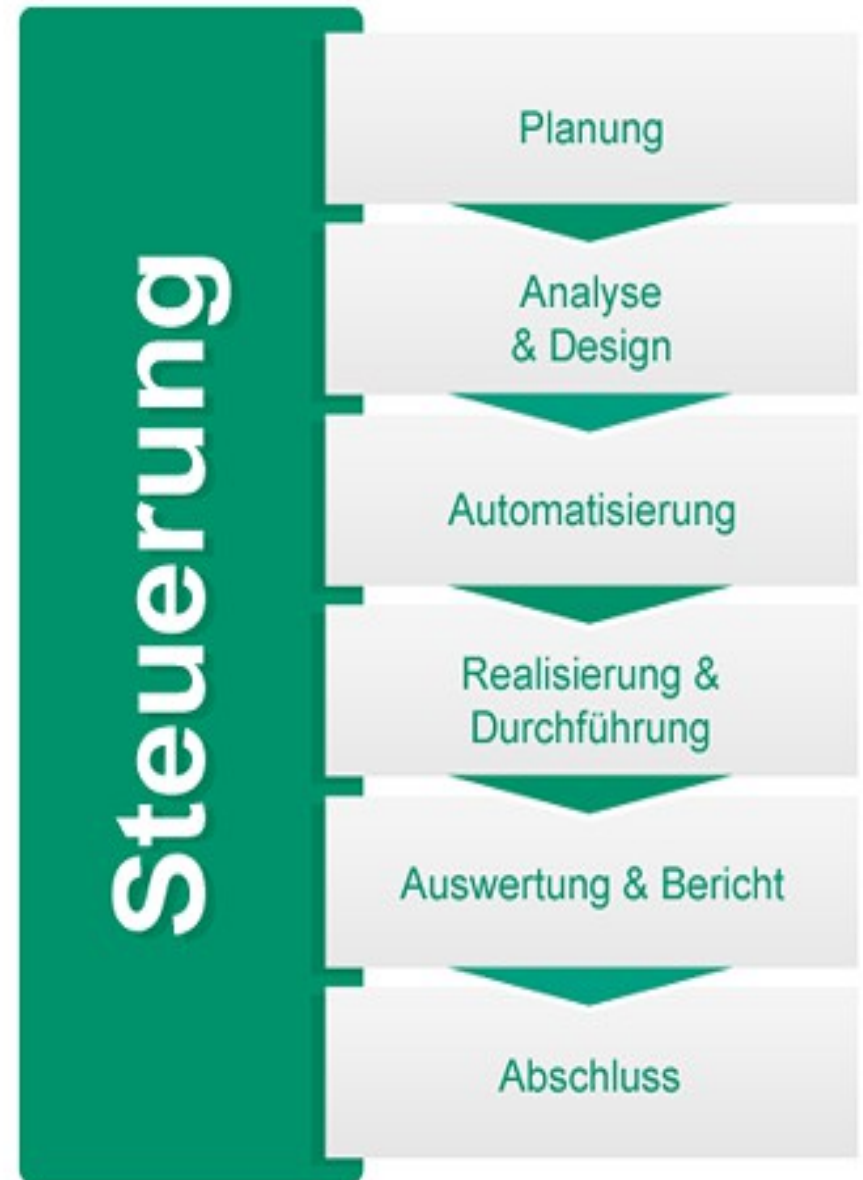 Steuerung
Planung
Analyse
& Design
Automatisierung
Realisierung &
Durchführung
Auswertung & Bericht
Abschluss